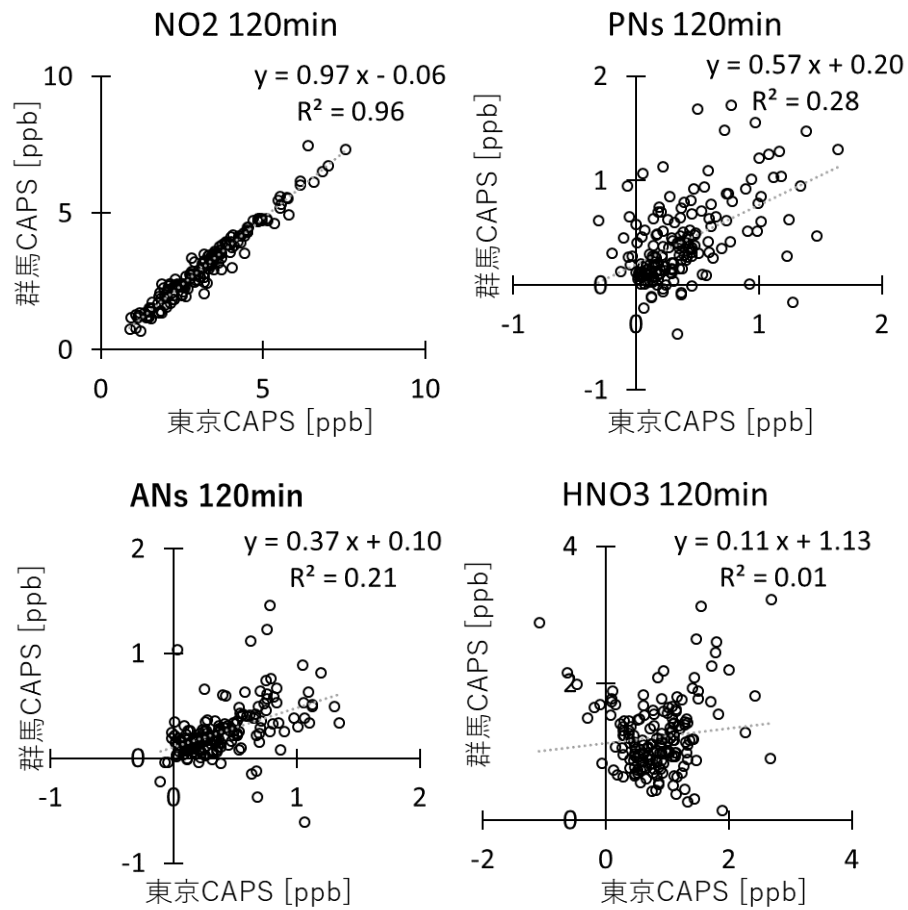 NO2 120min
y = 0.97 x - 0.06
R² = 0.96
10
5
0
0
5
10
群馬CAPS [ppb]
東京CAPS [ppb]
PNs 120min
y = 0.57 x + 0.20
R² = 0.28
2
1
0
-1
-1
0
1
2
群馬CAPS [ppb]
東京CAPS [ppb]
ANs 120min
y = 0.37 x + 0.10
R² = 0.21
2
1
0
-1
-1
0
1
2
群馬CAPS [ppb]
東京CAPS [ppb]
HNO3 120min
y = 0.11 x + 1.13
R² = 0.01
4
2
0
-2
0
2
4
群馬CAPS [ppb]
東京CAPS [ppb]